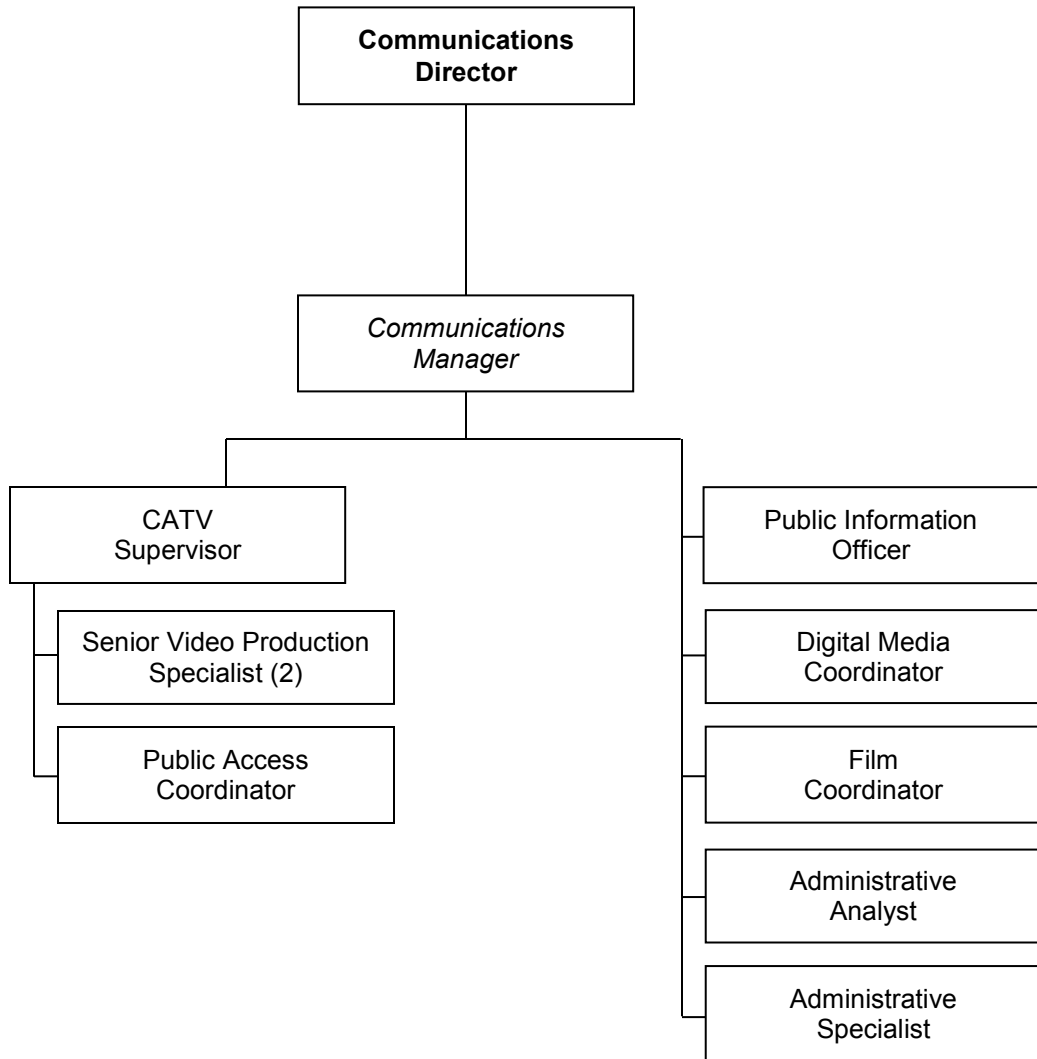 Communications
Director
Communications
Manager
CATV
Supervisor
Senior Video Production
Specialist (2)
Public Access
Coordinator
Public Information
Officer
Digital Media
Coordinator
Film
Coordinator
Administrative
Analyst
Administrative
Specialist